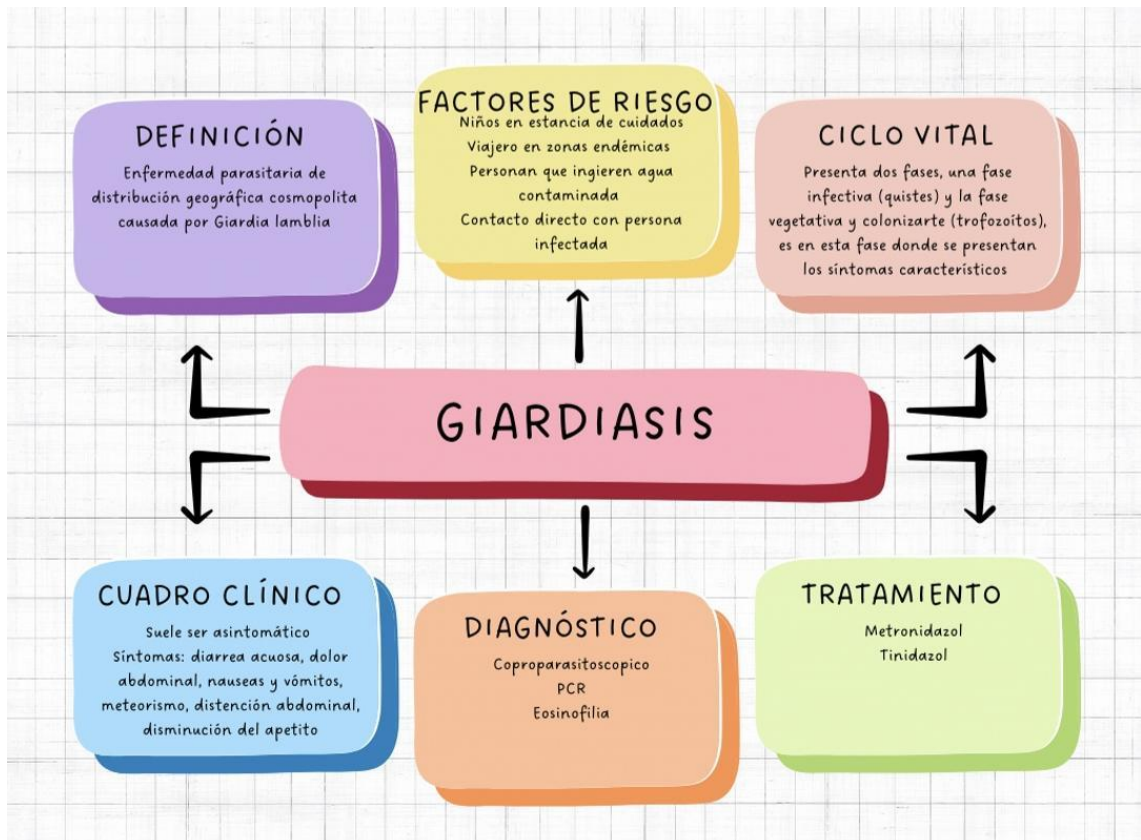 DEFINICIÓN
Enfermedad parasitaria de
distribución geográfica cosmopolita
causada por Giardia lamblia
FACTORES DE RIESGO
Niños en estancia de cuidados
Viajero en zonas endémicas
Personan que ingieren agua
contaminada
Contacto directo con persona
infectada
CICLO VITAL
Presenta dos fases, una fase
infectiva (quistes) y la fase
vegetativa y colonizarte (trofozoítos),
es en esta fase donde se presentan
los síntomas característicos
GIARDIASIS
CUADRO CLÍNICO
Suele ser asintomático
Síntomas: diarrea acuosa, dolor
abdominal, nauseas y vómitos,
meteorismo, distención abdominal,
disminución del apetito
DIAGNÓSTICO
Coproparasitoscopico
PCR
Eosinofilia
TRATAMIENTO
Metronidazol
Tinidazol